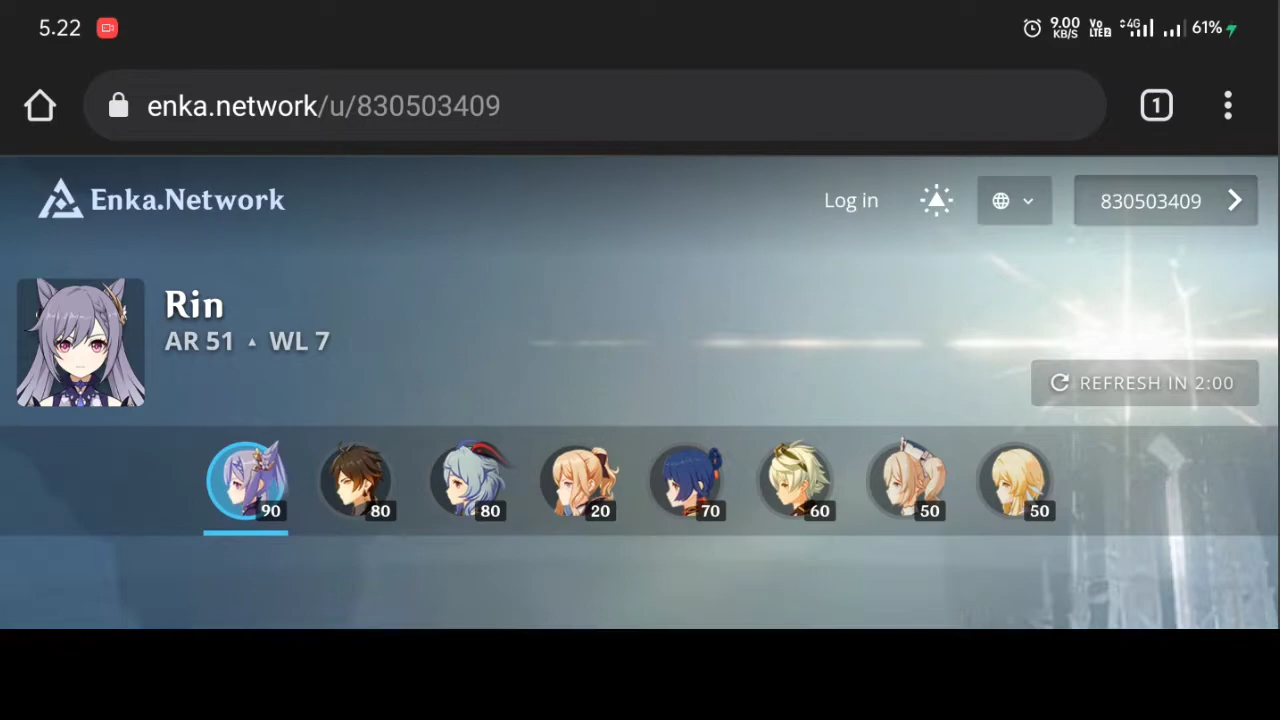 5.22
9.00 KB/S Vo LTE2 4G 61%
enka.network/u/830503409
1
Enka.Network
Log in
830503409
Rin
AR 51 ▴ WL 7
REFRESH IN 2:00
90 80 80 20 70 60 50 50